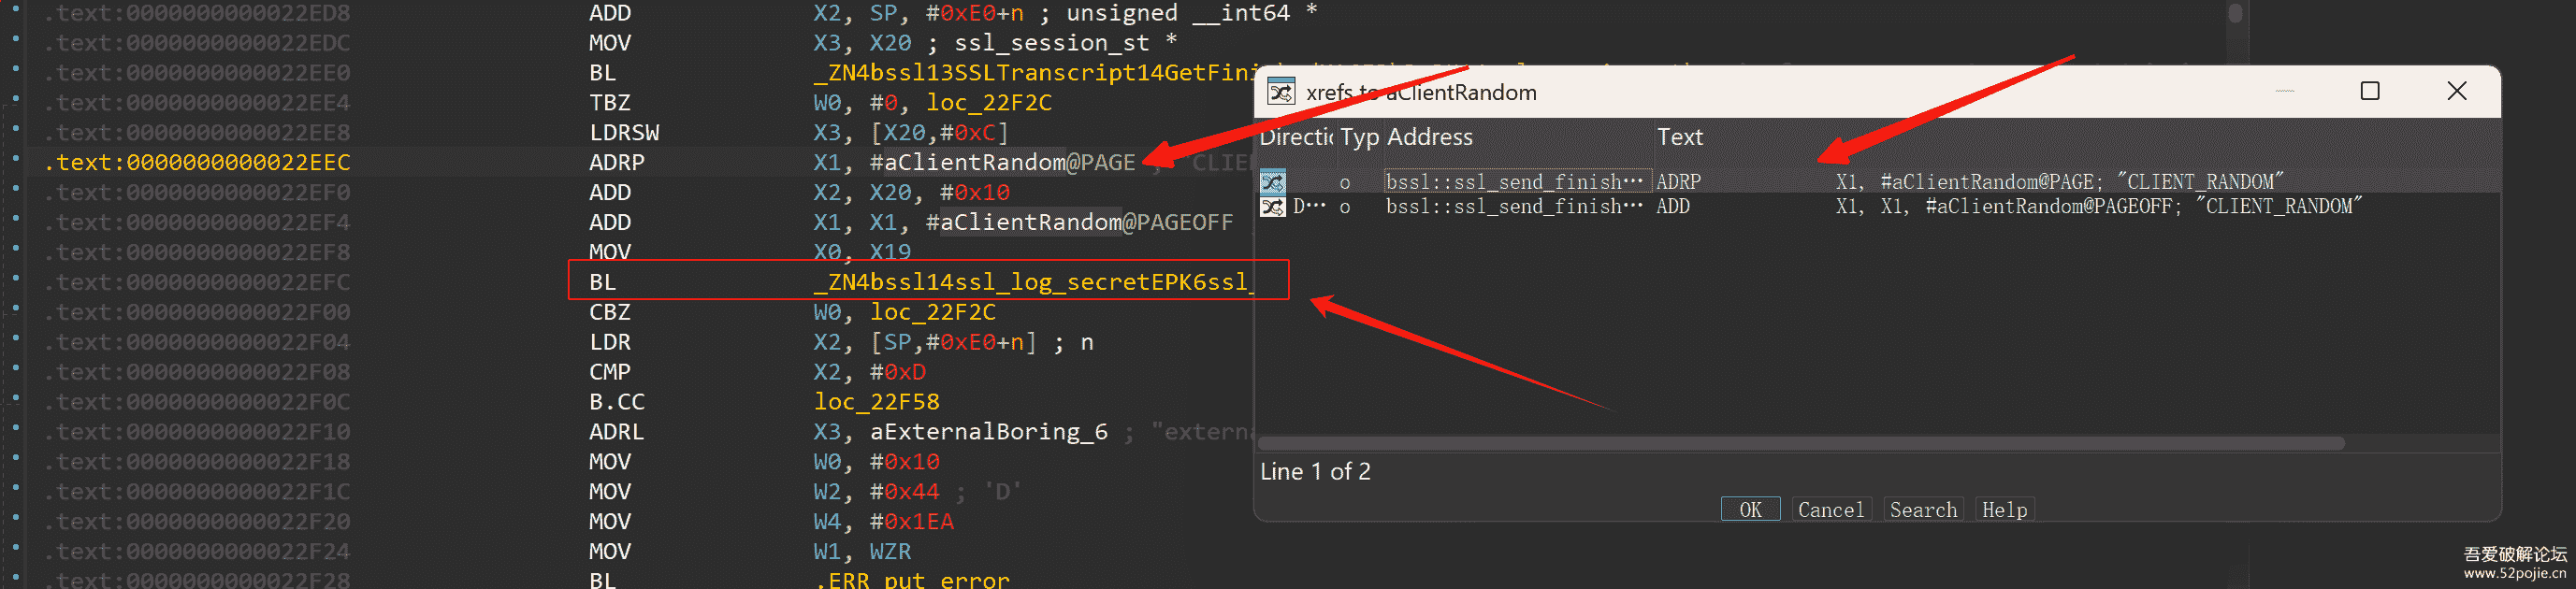 .text:0000000000022ED8 ADD X2, SP, #0xE0+n ; unsigned __int64 *
.text:0000000000022EDC MOV X3, X20 ; ssl_session_st *
.text:0000000000022EE0 BL _ZN4bssl13SSLTranscript14GetFini
.text:0000000000022EE4 TBZ W0, #0, loc_22F2C
.text:0000000000022EE8 LDRSW X3, [X20,#0xC]
.text:0000000000022EEC ADRP X1, #aClientRandom@PAGE ; "CLIE
.text:0000000000022EF0 ADD X2, X20, #0x10
.text:0000000000022EF4 ADD X1, X1, #aClientRandom@PAGEOFF
.text:0000000000022EF8 MOV X0, X19
.text:0000000000022EFC BL _ZN4bssl14ssl_log_secretEPK6ssl_
.text:0000000000022F00 CBZ W0, loc_22F2C
.text:0000000000022F04 LDR X2, [SP,#0xE0+n] ; n
.text:0000000000022F08 CMP X2, #0xD
.text:0000000000022F0C B.CC loc_22F58
.text:0000000000022F10 ADRL X3, aExternalBoring_6 ; "externa
.text:0000000000022F18 MOV W0, #0x10
.text:0000000000022F1C MOV W2, #0x44 ; 'D'
.text:0000000000022F20 MOV W4, #0x1EA
.text:0000000000022F24 MOV W1, WZR
.text:0000000000022F28 BL .ERR_put_error
xrefs to aClientRandom
Directic Typ Address Text
o bssl::ssl_send_finish… ADRP X1, #aClientRandom@PAGE; "CLIENT_RANDOM"
D… o bssl::ssl_send_finish… ADD X1, X1, #aClientRandom@PAGEOFF; "CLIENT_RANDOM"
Line 1 of 2
OK Cancel Search Help
吾爱破解论坛
www.52pojie.cn